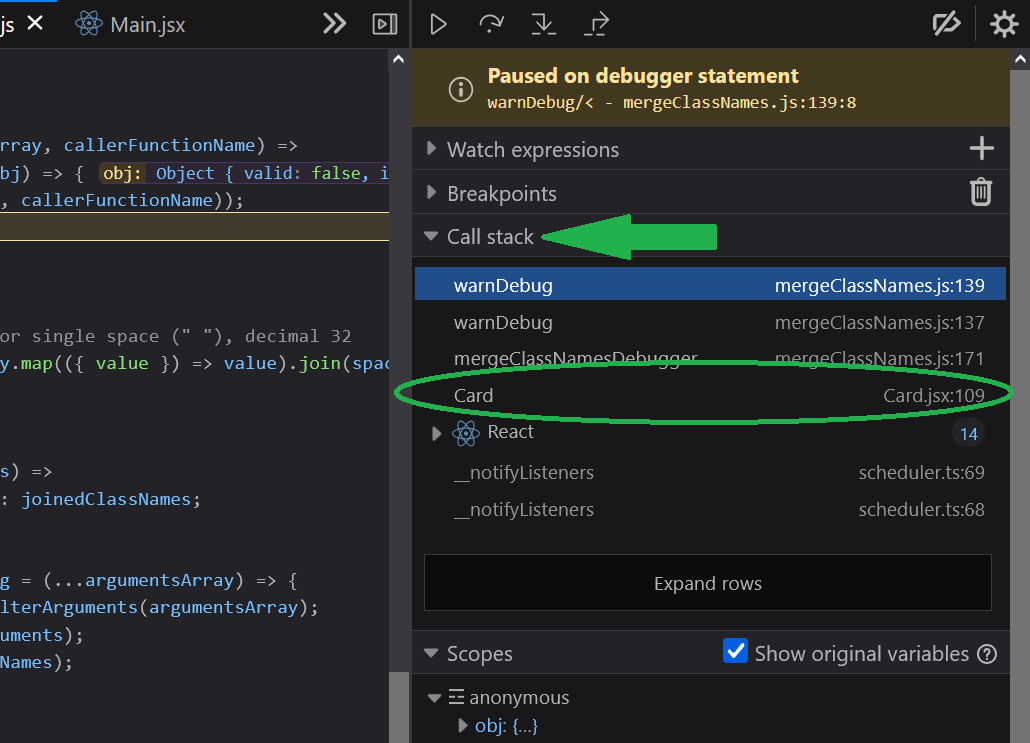 js Main.jsx
rray, callerFunctionName) =>
bj) => { obj: Object { valid: false, i
, callerFunctionName));
or single space (" "), decimal 32
y.map(({ value }) => value).join(spac
s) =>
: joinedClassNames;
g = (...argumentsArray) => {
lterArguments(argumentsArray);
uments);
Names);
Paused on debugger statement
warnDebug/< - mergeClassNames.js:139:8
Watch expressions
Breakpoints
Call stack
warnDebug mergeClassNames.js:139
warnDebug mergeClassNames.js:137
mergeClassNamesDebugger mergeClassNames.js:171
Card Card.jsx:109
React 14
__notifyListeners scheduler.ts:69
__notifyListeners scheduler.ts:68
Expand rows
Scopes Show original variables
anonymous
obj: {…}